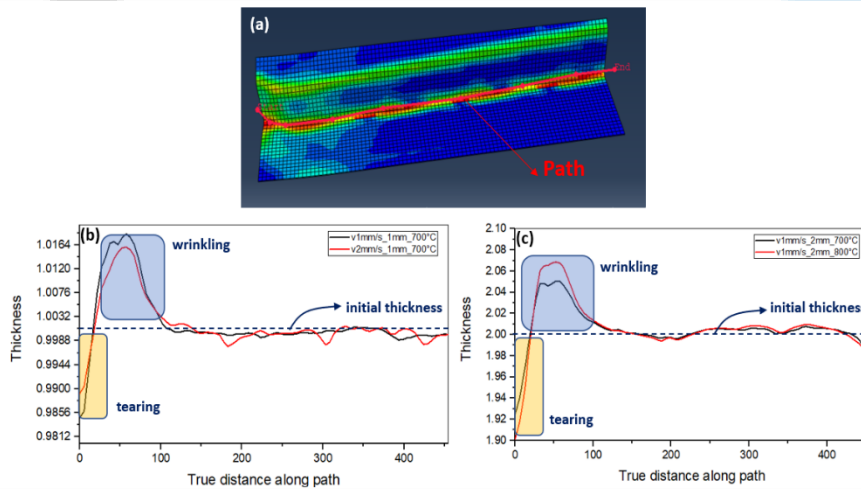 (a)
End
Path
(b)
v1mm/s_1mm_700°C
v2mm/s_1mm_700°C
wrinkling
initial thickness
tearing
1.0164
1.0120
1.0076
1.0032
0.9988
0.9944
0.9900
0.9856
0.9812
Thickness
0
100
200
300
400
True distance along path
(c)
v1mm/s_2mm_700°C
v1mm/s_2mm_800°C
wrinkling
initial thickness
tearing
2.10
2.08
2.06
2.04
2.02
2.00
1.98
1.96
1.94
1.92
1.90
Thickness
0
100
200
300
400
True distance along path